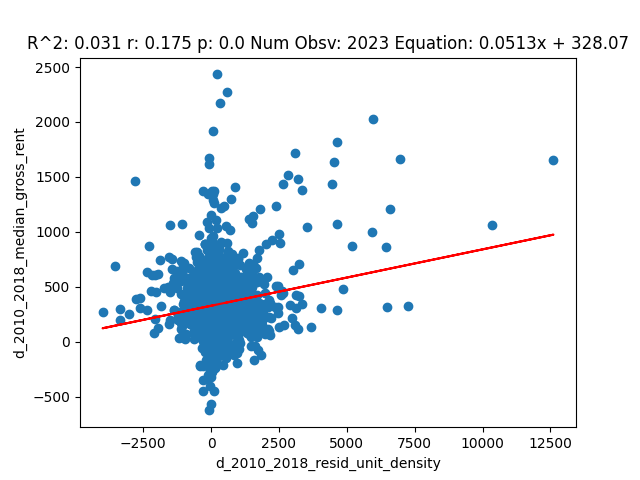 R^2: 0.031 r: 0.175 p: 0.0 Num Obsv: 2023 Equation: 0.0513x + 328.07
2500
2000
1500
1000
500
0
−500
d_2010_2018_median_gross_rent
−2500 0 2500 5000 7500 10000 12500
d_2010_2018_resid_unit_density